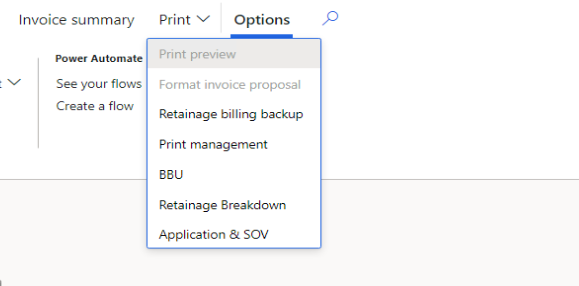 Invoice summary Print Options
Power Automate
See your flows
Create a flow
Print preview
Format invoice proposal
Retainage billing backup
Print management
BBU
Retainage Breakdown
Application & SOV